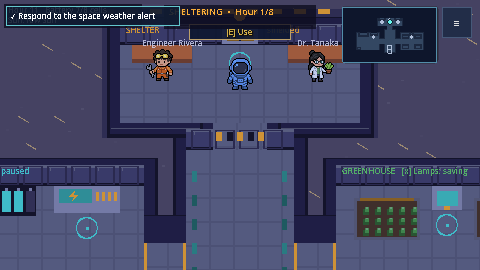 ✓ Respond to the space weather alert
SHELTERING • Hour 1/8
≡
SHELTER
[E] Use
Engineer Rivera
Dr. Tanaka
paused
GREENHOUSE [x] Lamps: saving